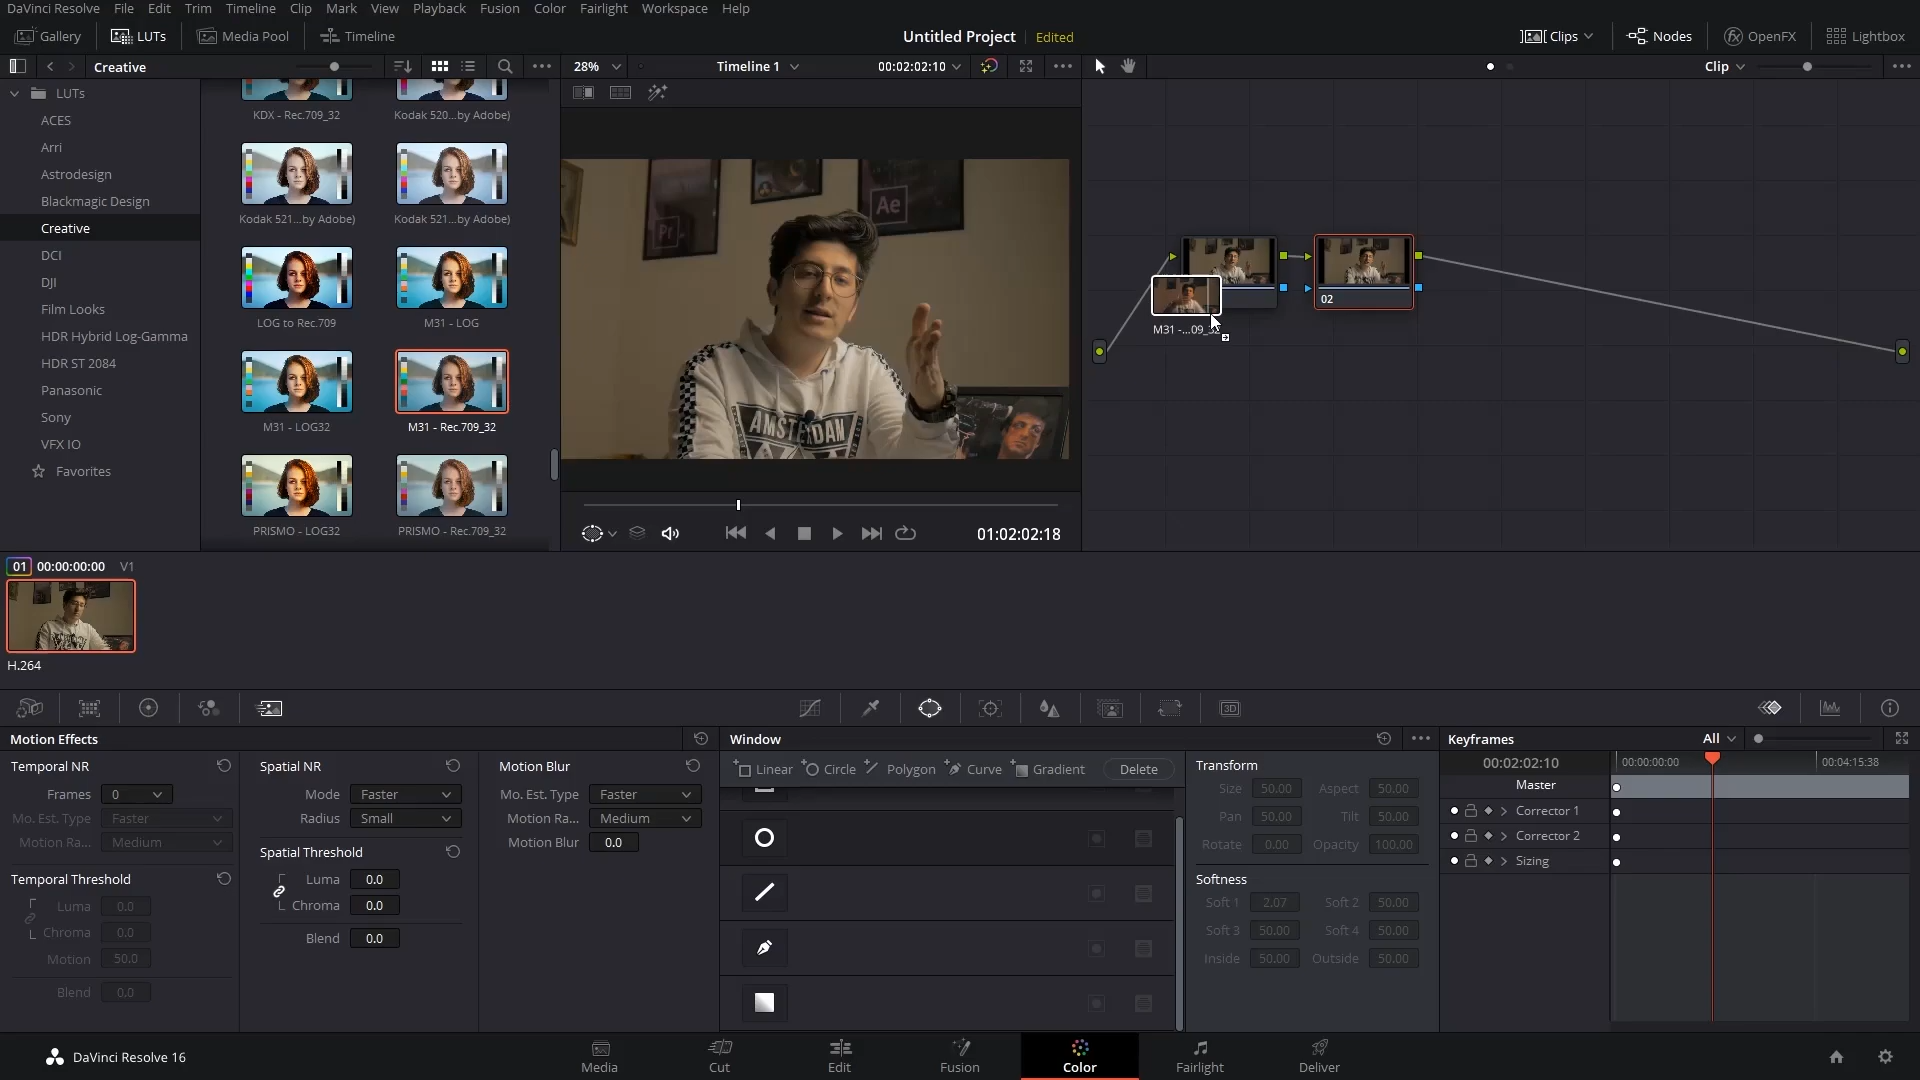 DaVinci Resolve File Edit Trim Timeline Clip Mark View Playback Fusion Color Fairlight Workspace Help
Gallery LUTs Media Pool Timeline Untitled Project Edited Clips Nodes OpenFX Lightbox
Creative 28% Timeline 1 00:02:02:10 Clip
LUTs
ACES
Arri
Astrodesign
Blackmagic Design
Creative
DCI
DJI
Film Looks
HDR Hybrid Log-Gamma
HDR ST 2084
Panasonic
Sony
VFX IO
Favorites
KDX - Rec.709_32 Kodak 520...by Adobe)
Kodak 521...by Adobe) Kodak 521...by Adobe)
LOG to Rec.709 M31 - LOG
M31 - LOG32 M31 - Rec.709_32
PRISMO - LOG32 PRISMO - Rec.709_32
Pr
Ae
AMSTERDAM
01:02:02:18
02
M31 -...09_32
01 00:00:00:00 V1
H.264
3D
Motion Effects
Temporal NR
Frames 0
Mo. Est. Type Faster
Motion Ra... Medium
Temporal Threshold
Luma 0.0
Chroma 0.0
Motion 50.0
Blend 0.0
Spatial NR
Mode Faster
Radius Small
Spatial Threshold
Luma 0.0
Chroma 0.0
Blend 0.0
Motion Blur
Mo. Est. Type Faster
Motion Ra... Medium
Motion Blur 0.0
Window
Linear Circle Polygon Curve Gradient Delete
Transform
Size 50.00 Aspect 50.00
Pan 50.00 Tilt 50.00
Rotate 0.00 Opacity 100.00
Softness
Soft 1 2.07 Soft 2 50.00
Soft 3 50.00 Soft 4 50.00
Inside 50.00 Outside 50.00
Keyframes All
00:02:02:10 00:00:00:00 00:04:15:38
Master
Corrector 1
Corrector 2
Sizing
DaVinci Resolve 16 Media Cut Edit Fusion Color Fairlight Deliver